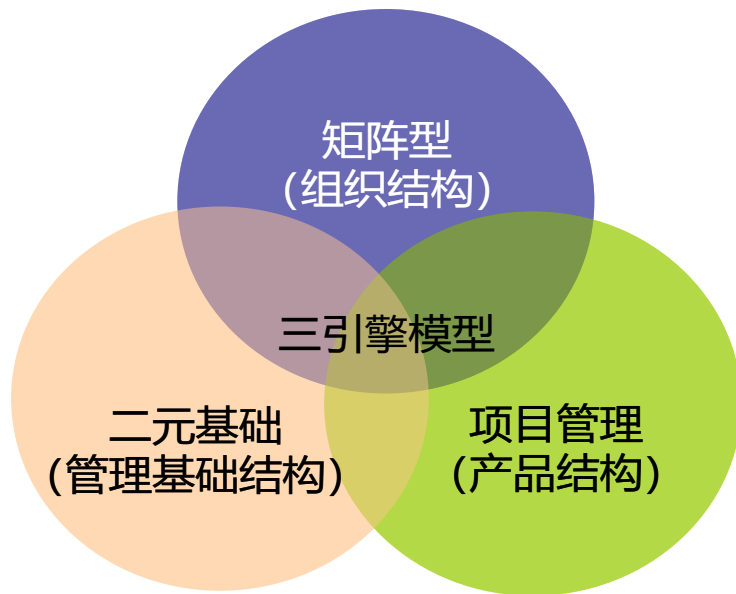 矩阵型
(组织结构)
三引擎模型
二元基础
(管理基础结构)
项目管理
(产品结构)